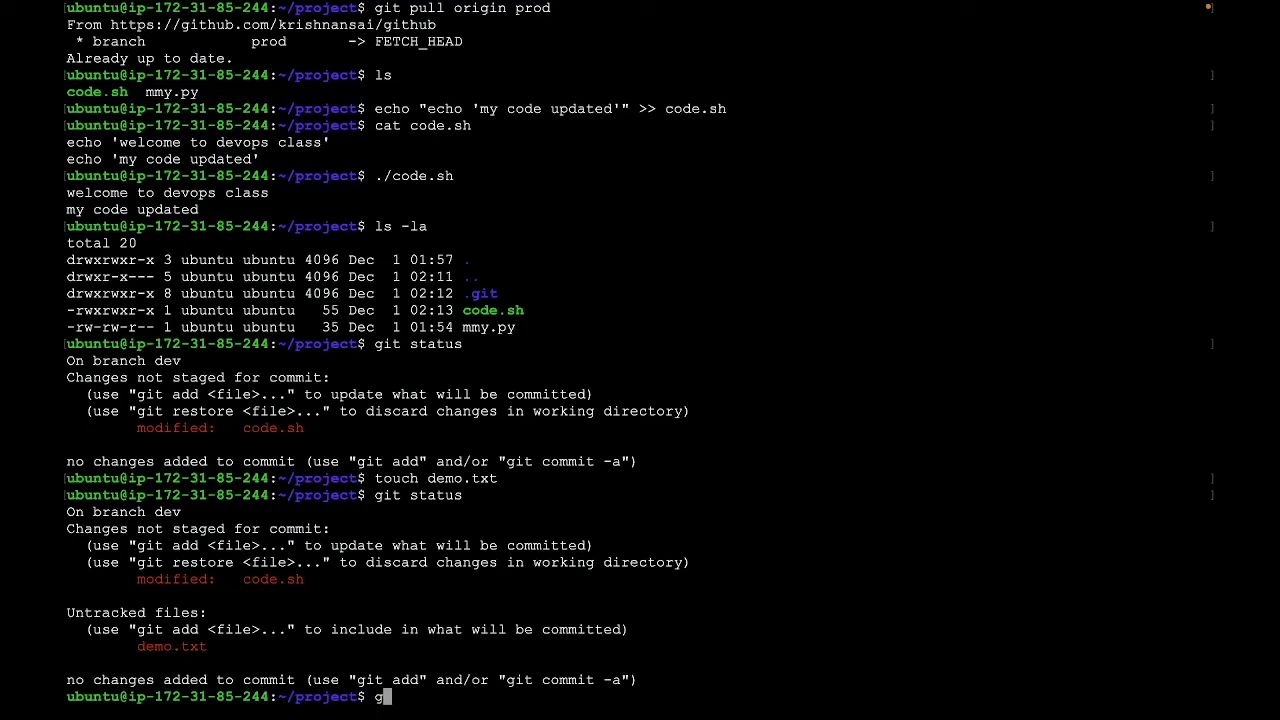 ubuntu@ip-172-31-85-244:~/project$ git pull origin prod
From https://github.com/krishnansai/github
 * branch            prod       -> FETCH_HEAD
Already up to date.
[ubuntu@ip-172-31-85-244:~/project$ ls ]
code.sh  mmy.py
[ubuntu@ip-172-31-85-244:~/project$ echo "echo 'my code updated'" >> code.sh ]
[ubuntu@ip-172-31-85-244:~/project$ cat code.sh ]
echo 'welcome to devops class'
echo 'my code updated'
[ubuntu@ip-172-31-85-244:~/project$ ./code.sh ]
welcome to devops class
my code updated
[ubuntu@ip-172-31-85-244:~/project$ ls -la ]
total 20
drwxrwxr-x 3 ubuntu ubuntu 4096 Dec  1 01:57 .
drwxr-x--- 5 ubuntu ubuntu 4096 Dec  1 02:11 ..
drwxrwxr-x 8 ubuntu ubuntu 4096 Dec  1 02:12 .git
-rwxrwxr-x 1 ubuntu ubuntu   55 Dec  1 02:13 code.sh
-rw-rw-r-- 1 ubuntu ubuntu   35 Dec  1 01:54 mmy.py
[ubuntu@ip-172-31-85-244:~/project$ git status ]
On branch dev
Changes not staged for commit:
  (use "git add <file>..." to update what will be committed)
  (use "git restore <file>..." to discard changes in working directory)
        modified:   code.sh
no changes added to commit (use "git add" and/or "git commit -a")
[ubuntu@ip-172-31-85-244:~/project$ touch demo.txt ]
[ubuntu@ip-172-31-85-244:~/project$ git status ]
On branch dev
Changes not staged for commit:
  (use "git add <file>..." to update what will be committed)
  (use "git restore <file>..." to discard changes in working directory)
        modified:   code.sh
Untracked files:
  (use "git add <file>..." to include in what will be committed)
        demo.txt
no changes added to commit (use "git add" and/or "git commit -a")
ubuntu@ip-172-31-85-244:~/project$ g